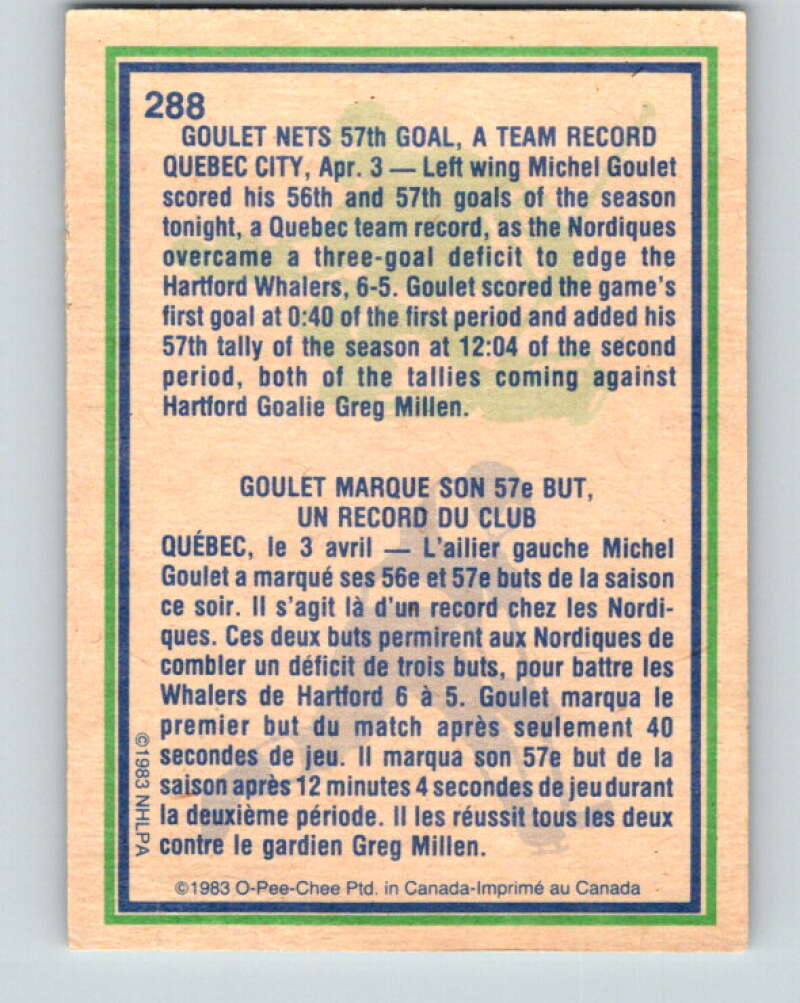 288
GOULET NETS 57th GOAL, A TEAM RECORD
QUEBEC CITY, Apr. 3 — Left wing Michel Goulet
scored his 56th and 57th goals of the season
tonight, a Quebec team record, as the Nordiques
overcame a three-goal deficit to edge the
Hartford Whalers, 6-5. Goulet scored the game's
first goal at 0:40 of the first period and added his
57th tally of the season at 12:04 of the second
period, both of the tallies coming against
Hartford Goalie Greg Millen.
GOULET MARQUE SON 57e BUT,
UN RECORD DU CLUB
QUÉBEC, le 3 avril — L'ailier gauche Michel
Goulet a marqué ses 56e et 57e buts de la saison
ce soir. Il s'agit là d'un record chez les Nordi-
ques. Ces deux buts permirent aux Nordiques de
combler un déficit de trois buts, pour battre les
Whalers de Hartford 6 à 5. Goulet marqua le
premier but du match après seulement 40
secondes de jeu. Il marqua son 57e but de la
saison après 12 minutes 4 secondes de jeu durant
la deuxième période. Il les réussit tous les deux
contre le gardien Greg Millen.
©1983 NHLPA
©1983 O-Pee-Chee Ptd. in Canada-Imprimé au Canada